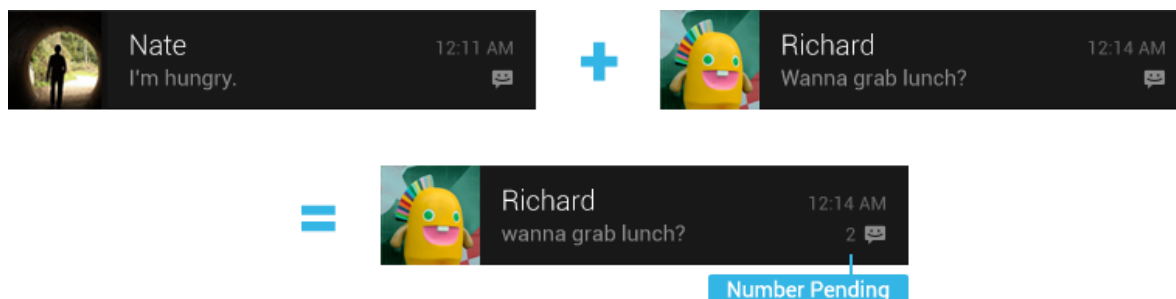 Nate 12:11 AM
I'm hungry.
+
Richard 12:14 AM
Wanna grab lunch?
=
Richard 12:14 AM
wanna grab lunch? 2
Number Pending